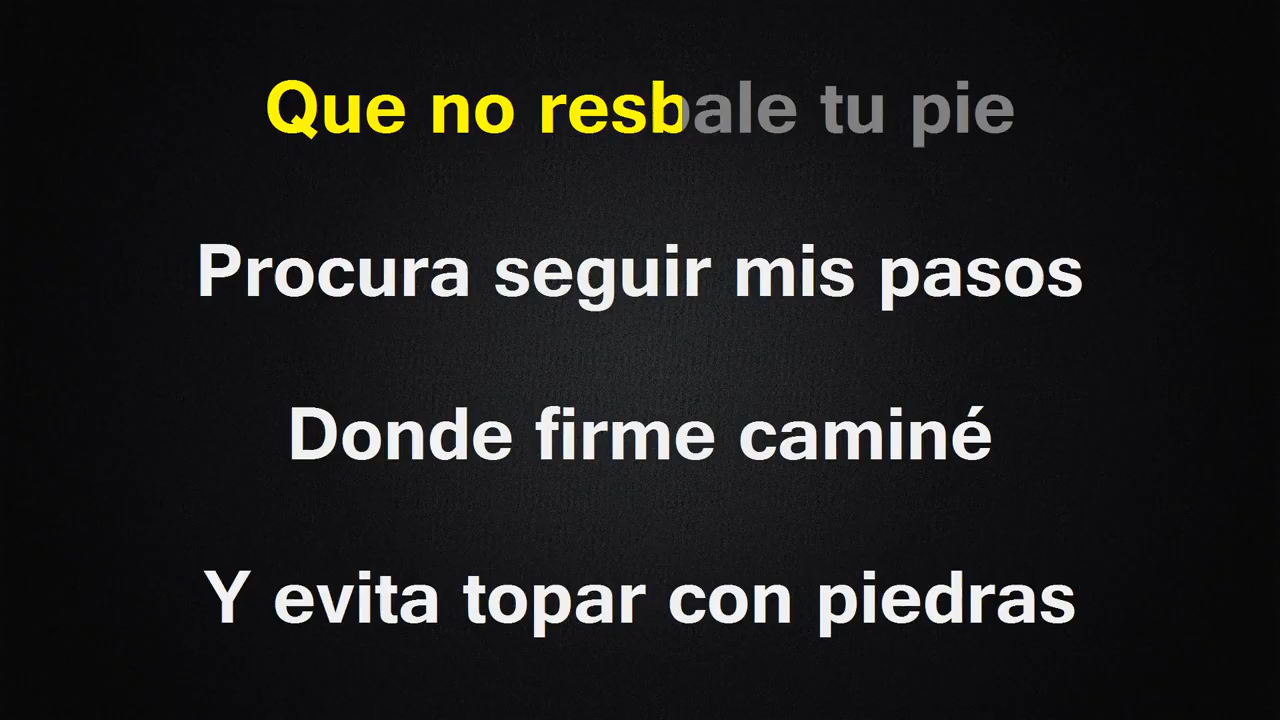 Que no resbale tu pie
Procura seguir mis pasos
Donde firme caminé
Y evita topar con piedras